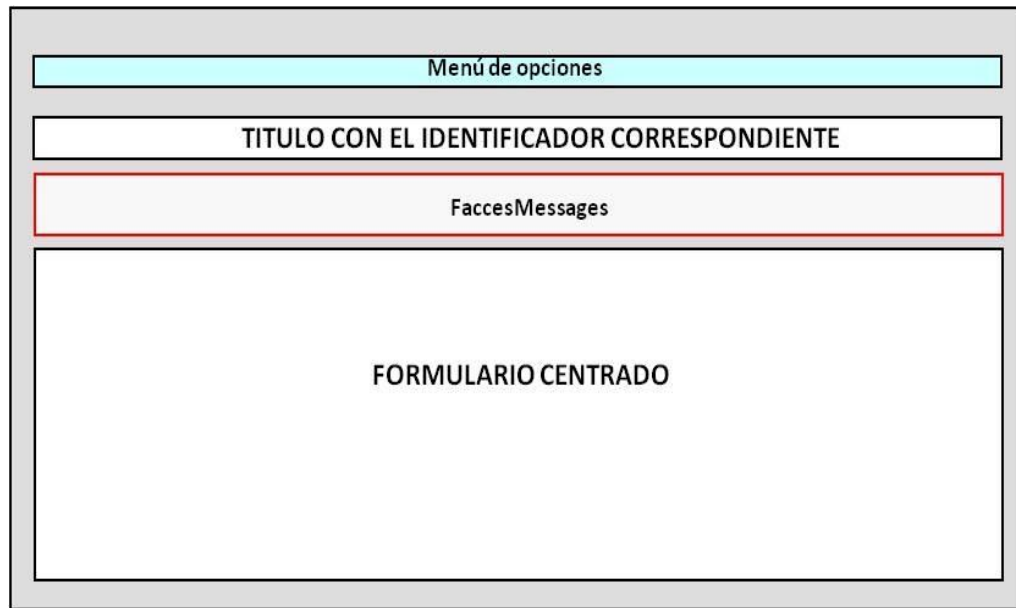 Menú de opciones
TITULO CON EL IDENTIFICADOR CORRESPONDIENTE
FaccesMessages
FORMULARIO CENTRADO